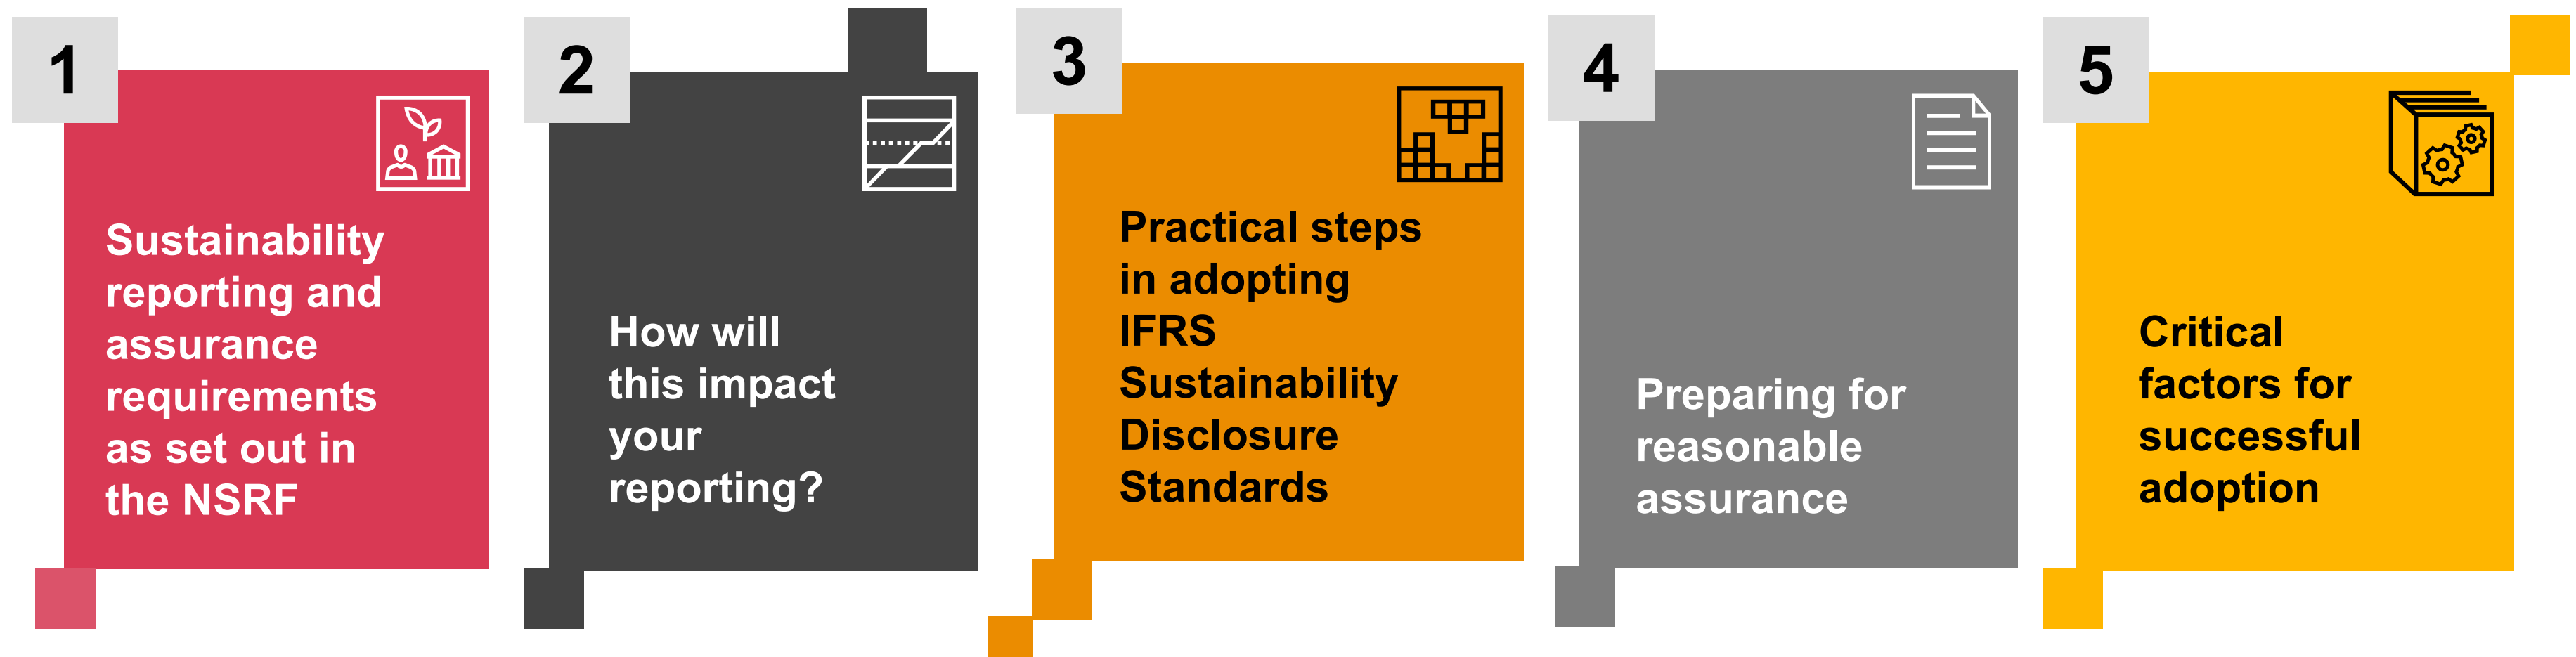 1
Sustainability
reporting and
assurance
requirements
as set out in
the NSRF
2
How will
this impact
your
reporting?
3
Practical steps
in adopting
IFRS
Sustainability
Disclosure
Standards
4
Preparing for
reasonable
assurance
5
Critical
factors for
successful
adoption